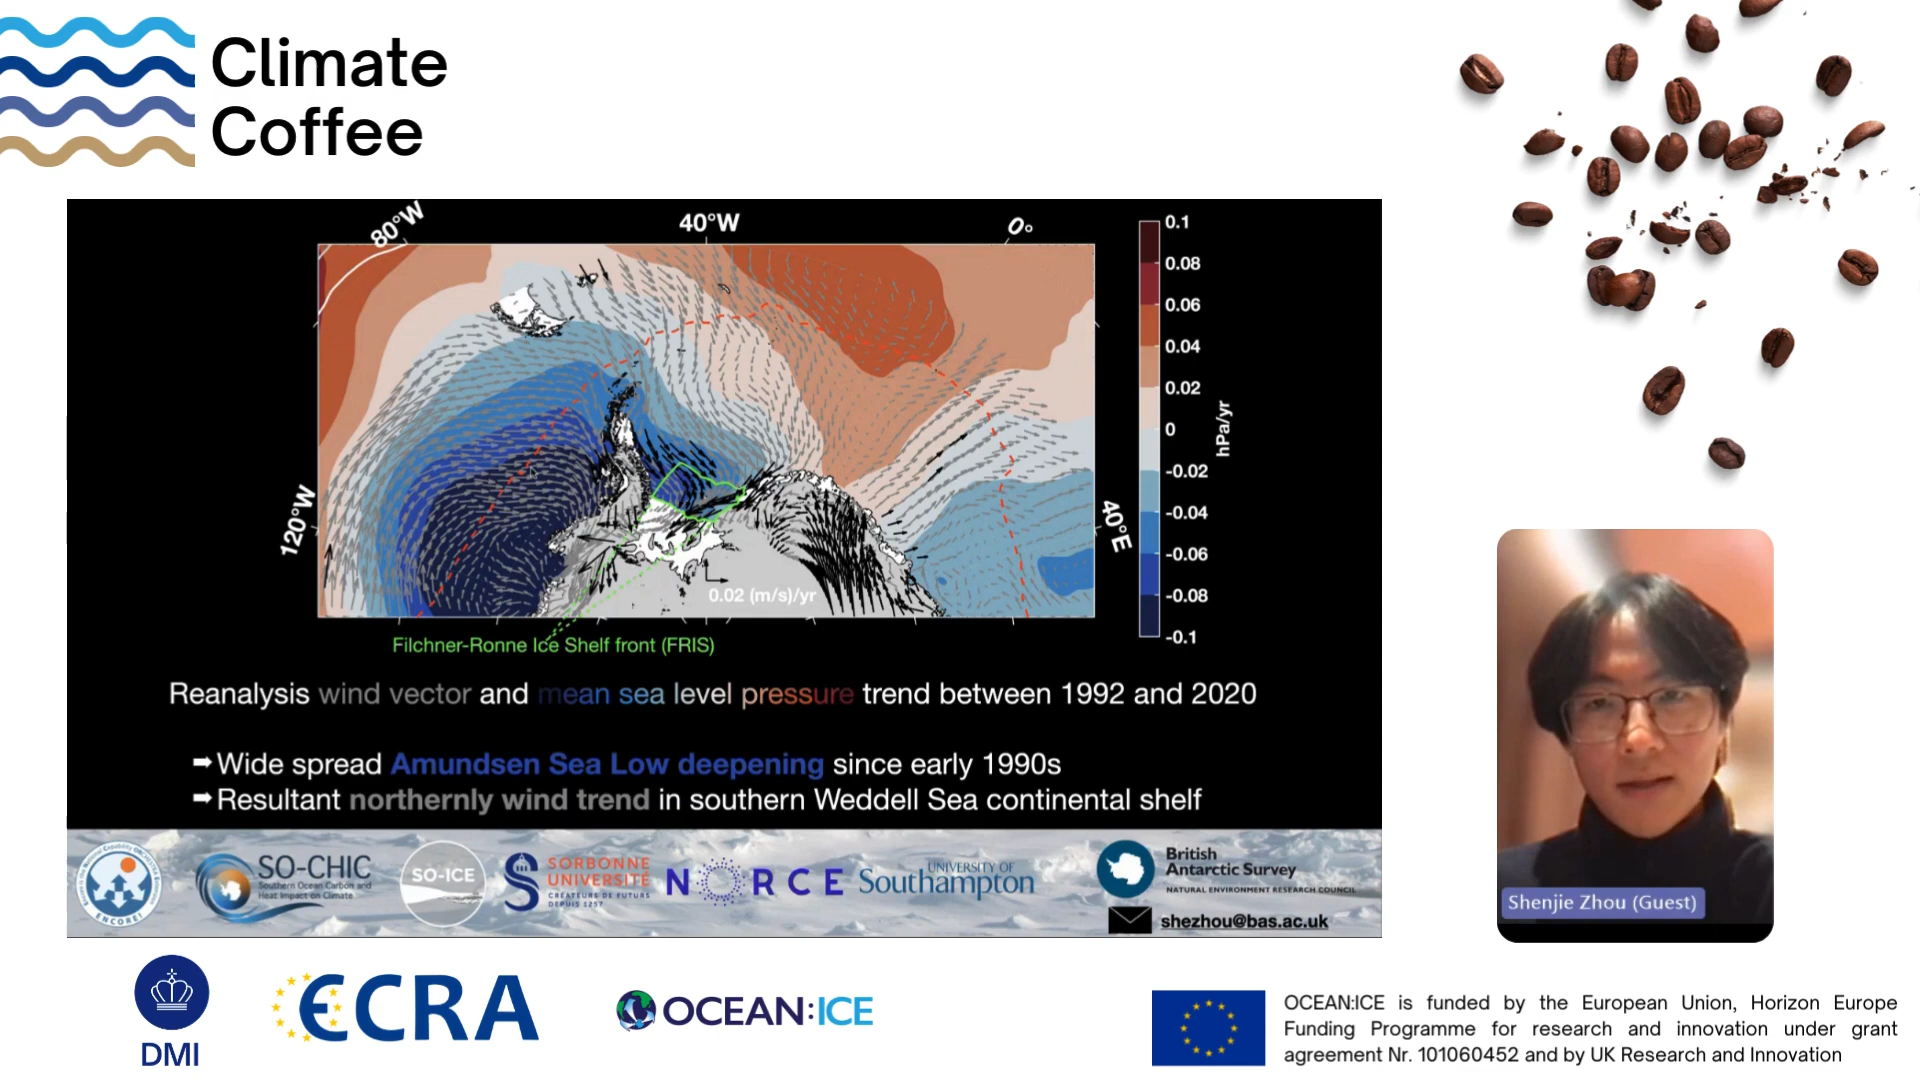 Climate
Coffee
80°W
40°W
0°
120°W
40°E
0.1
0.08
0.06
0.04
0.02
0
-0.02
-0.04
-0.06
-0.08
-0.1
hPa/yr
0.02 (m/s)/yr
Filchner-Ronne Ice Shelf front (FRIS)
Reanalysis wind vector and mean sea level pressure trend between 1992 and 2020
➡ Wide spread Amundsen Sea Low deepening since early 1990s
➡ Resultant northernly wind trend in southern Weddell Sea continental shelf
ENCORE!
SO-CHIC
Southern Ocean Carbon and
Heat Impact on Climate
SO-ICE
SORBONNE
UNIVERSITÉ
CRÉATEURS DE FUTURS
DEPUIS 1257
NORCE
UNIVERSITY OF
Southampton
British
Antarctic Survey
NATURAL ENVIRONMENT RESEARCH COUNCIL
shezhou@bas.ac.uk
Shenjie Zhou (Guest)
DMI
ECRA
OCEAN:ICE
OCEAN:ICE is funded by the European Union, Horizon Europe
Funding Programme for research and innovation under grant
agreement Nr. 101060452 and by UK Research and Innovation